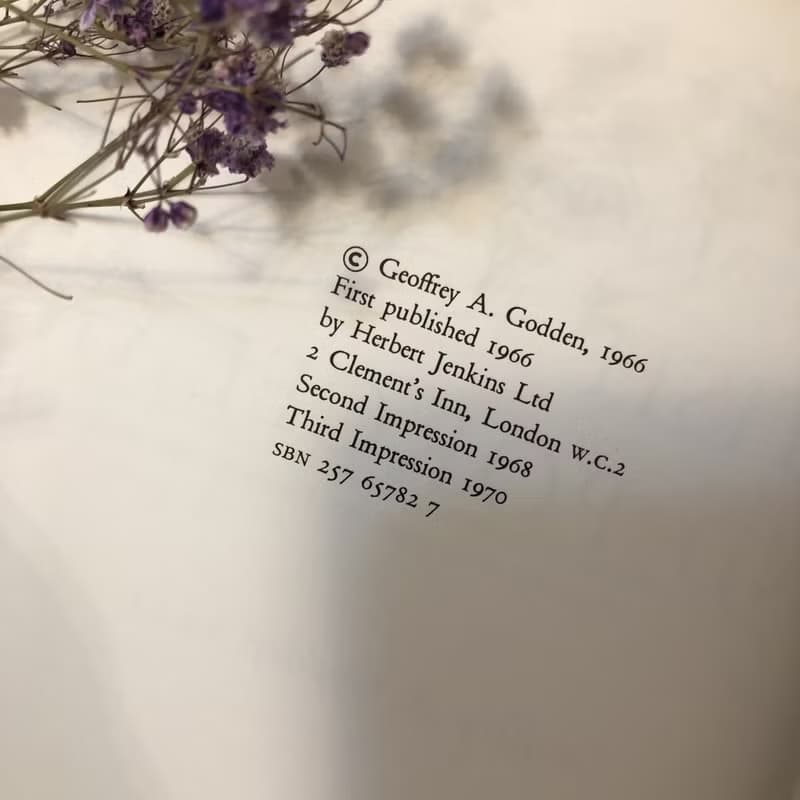 © Geoffrey A. Godden, 1966
First published 1966
by Herbert Jenkins Ltd
2 Clement's Inn, London W.C.2
Second Impression 1968
Third Impression 1970
SBN 257 65782 7